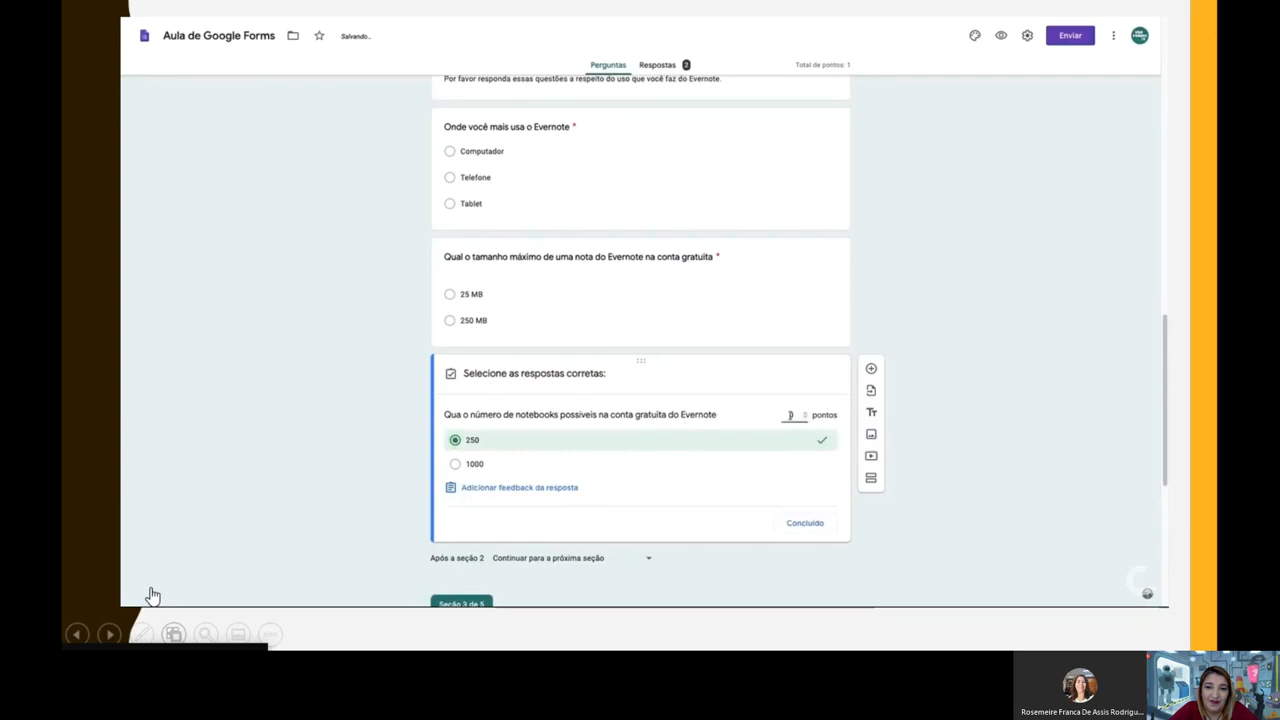 Aula de Google Forms
Salvando..
Enviar
Perguntas
Respostas 2
Total de pontos: 1
Por favor responda essas questões a respeito do uso que você faz do Evernote.
Onde você mais usa o Evernote *
Computador
Telefone
Tablet
Qual o tamanho máximo de uma nota do Evernote na conta gratuita *
25 MB
250 MB
Selecione as respostas corretas:
Qua o número de notebooks possíveis na conta gratuita do Evernote
pontos
250
1000
Adicionar feedback da resposta
Concluído
Após a seção 2 Continuar para a próxima seção
Seção 3 de 5
Rosemeire Franca De Assis Rodrigu...